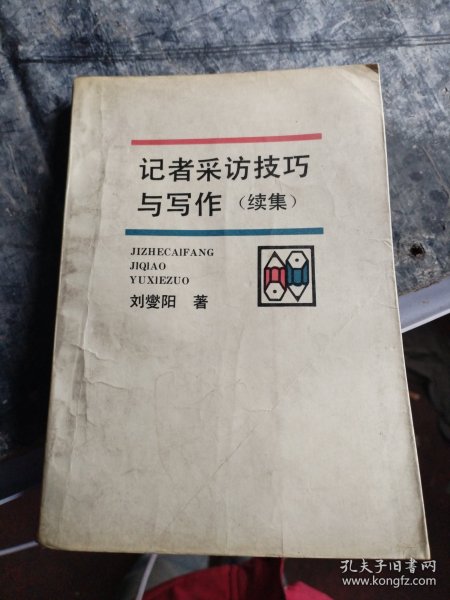 记者采访技巧
与写作（续集）
JIZHECAIFANG
JIQIAO
YUXIEZUO
刘燮阳 著
孔夫子旧书网
www.kongfz.com